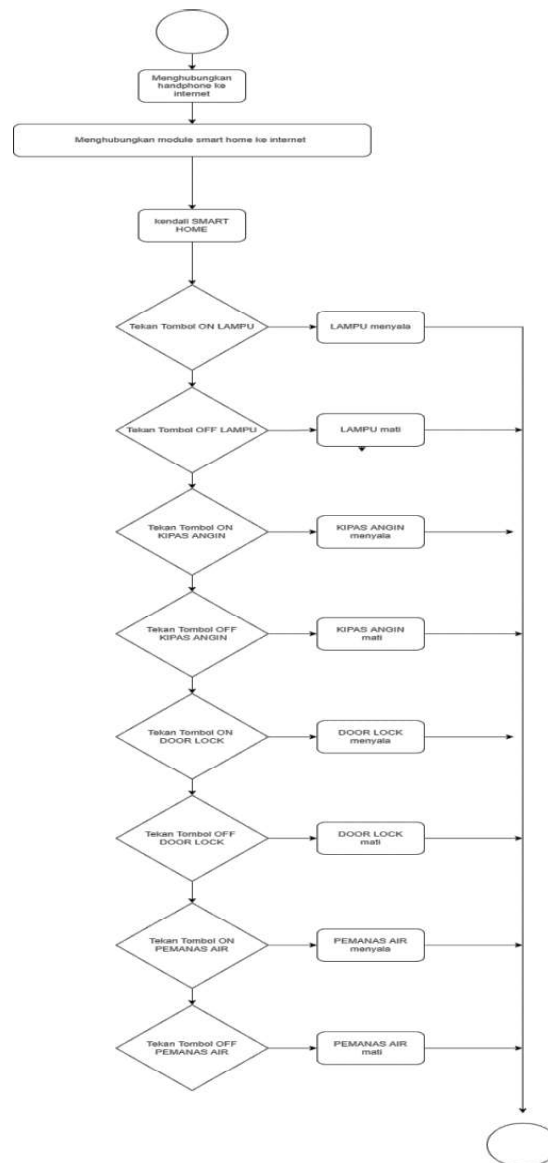 Menghubungkan
handphone ke
internet
Menghubungkan module smart home ke internet
kendali SMART
HOME
Tekan Tombol ON LAMPU
LAMPU menyala
Tekan Tombol OFF LAMPU
LAMPU mati
Tekan Tombol ON
KIPAS ANGIN
KIPAS ANGIN
menyala
Tekan Tombol OFF
KIPAS ANGIN
KIPAS ANGIN
mati
Tekan Tombol ON
DOOR LOCK
DOOR LOCK
menyala
Tekan Tombol OFF
DOOR LOCK
DOOR LOCK
mati
Tekan Tombol ON
PEMANAS AIR
PEMANAS AIR
menyala
Tekan Tombol OFF
PEMANAS AIR
PEMANAS AIR
mati